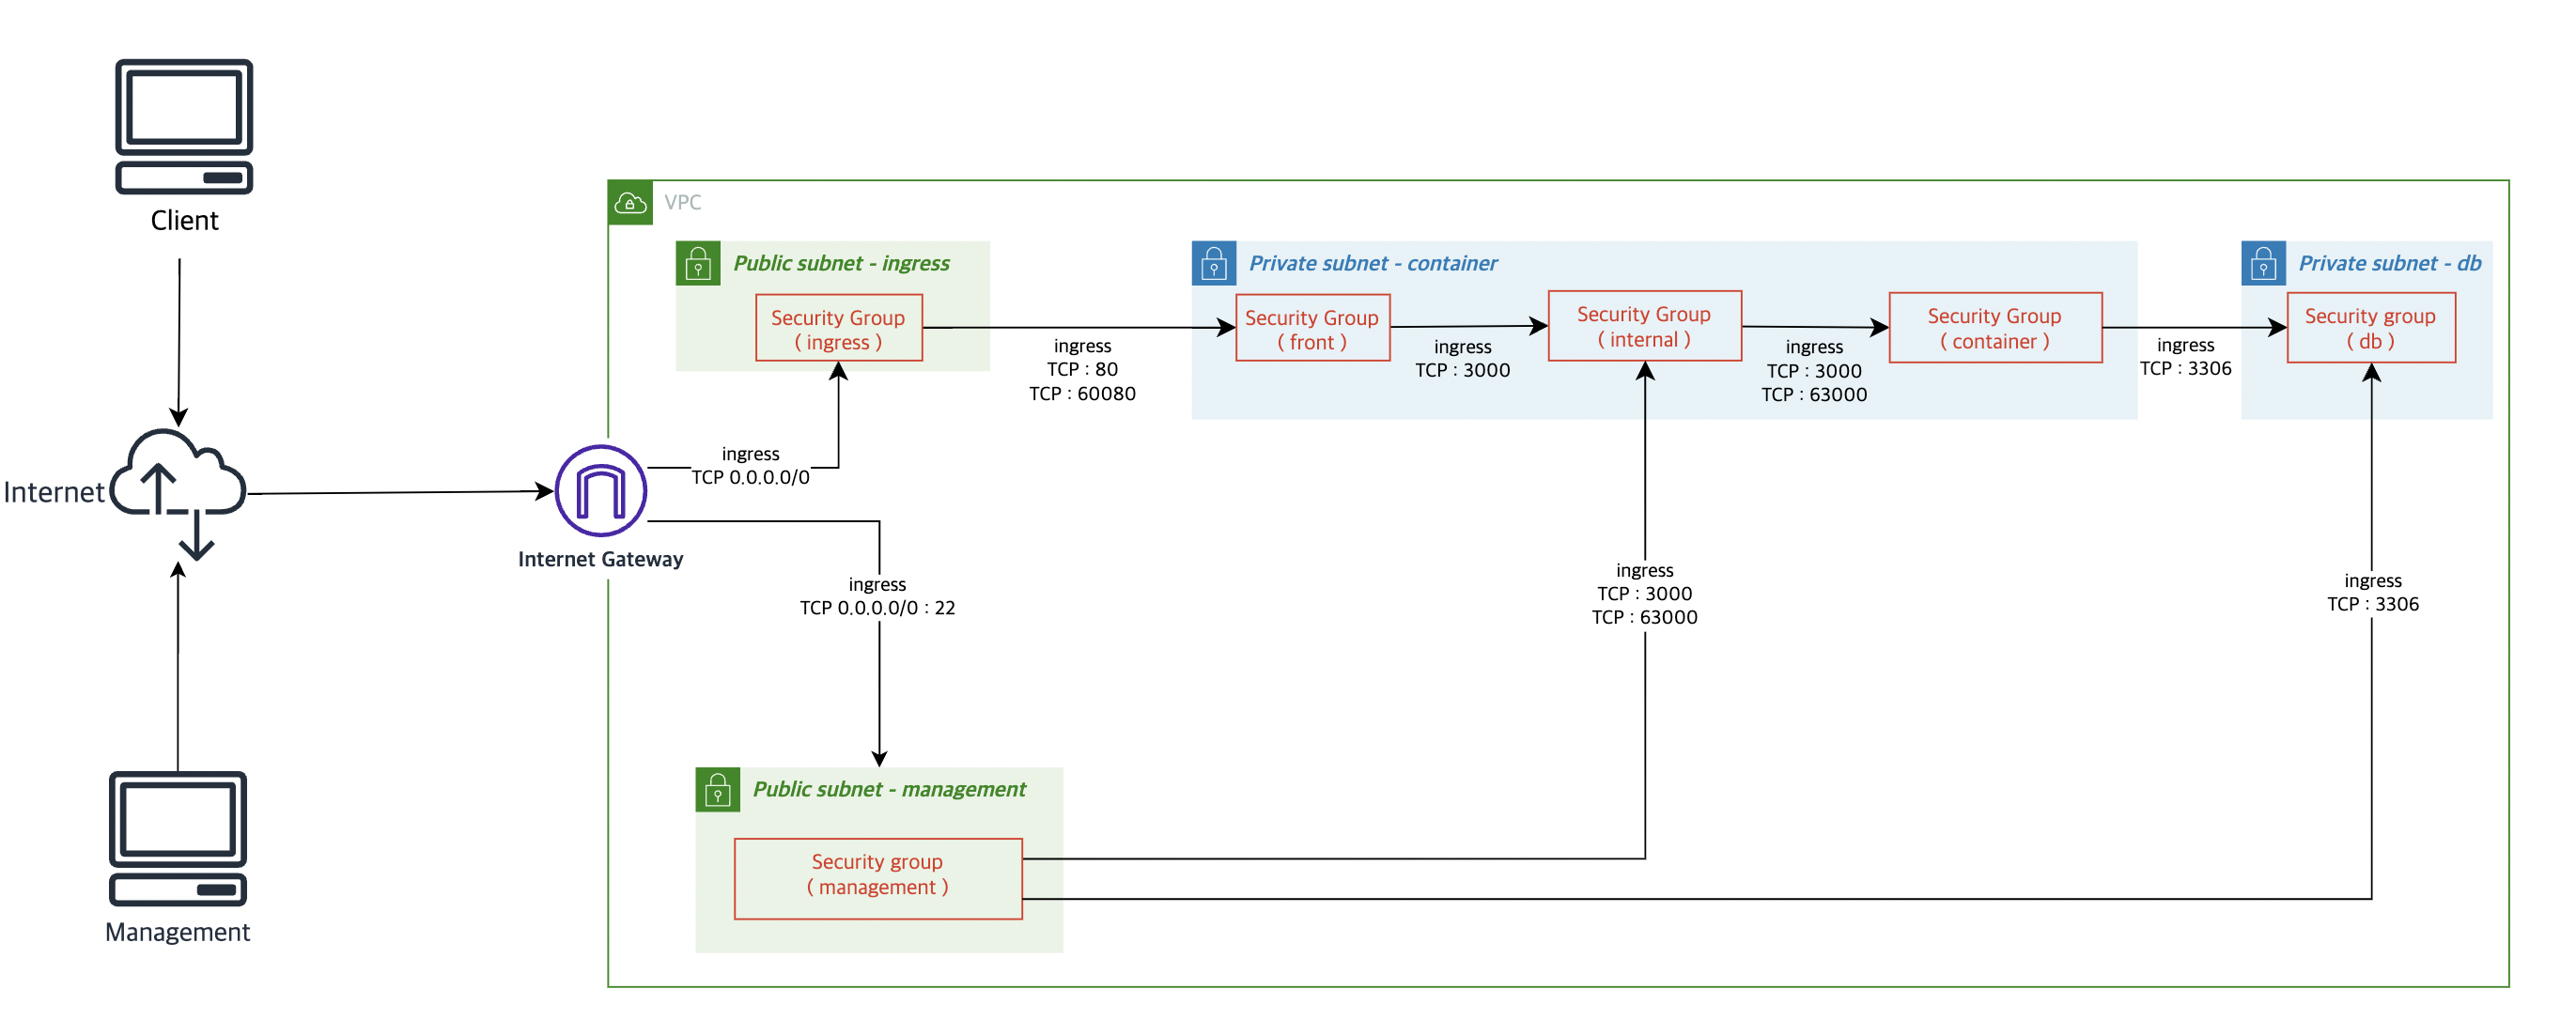 Client
Internet
Management
Internet Gateway
VPC
Public subnet - ingress
Security Group
( ingress )
ingress
TCP 0.0.0.0/0
ingress
TCP 0.0.0.0/0 : 22
ingress
TCP : 80
TCP : 60080
Private subnet - container
Security Group
( front )
ingress
TCP : 3000
Security Group
( internal )
ingress
TCP : 3000
TCP : 63000
Security Group
( container )
ingress
TCP : 3306
Private subnet - db
Security group
( db )
ingress
TCP : 3000
TCP : 63000
ingress
TCP : 3306
Public subnet - management
Security group
( management )